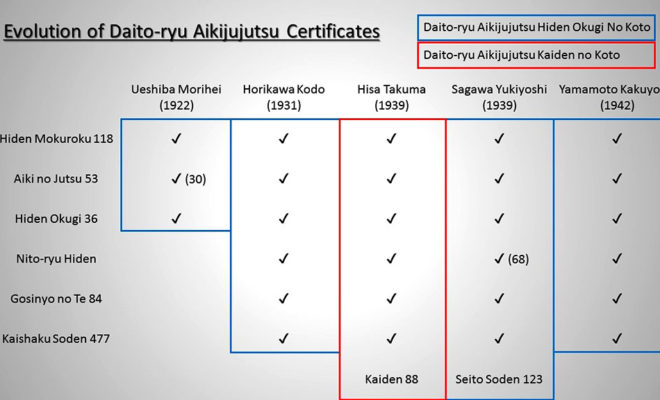 Evolution of Daito-ryu Aikijujutsu Certificates
Daito-ryu Aikijujutsu Hiden Okugi No Koto
Daito-ryu Aikijujutsu Kaiden no Koto
Ueshiba Morihei (1922) Horikawa Kodo (1931) Hisa Takuma (1939) Sagawa Yukiyoshi (1939) Yamamoto Kakuyo (1942)
Hiden Mokuroku 118 ✓ ✓ ✓ ✓ ✓
Aiki no Jutsu 53 ✓ (30) ✓ ✓ ✓ ✓
Hiden Okugi 36 ✓ ✓ ✓ ✓ ✓
Nito-ryu Hiden ✓ ✓ ✓ (68) ✓
Gosinyo no Te 84 ✓ ✓ ✓ ✓
Kaishaku Soden 477 ✓ ✓ ✓ ✓
Kaiden 88 Seito Soden 123